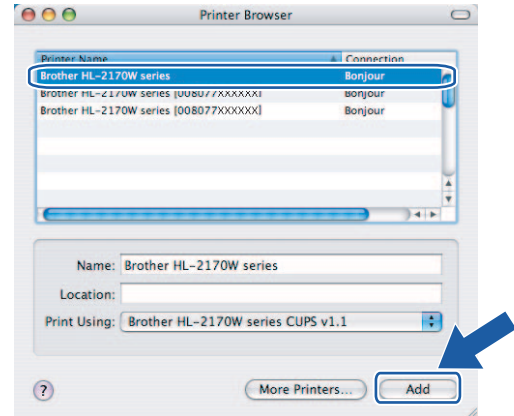 Printer Browser
Printer Name Connection
Brother HL-2170W series Bonjour
Brother HL-2170W series [008077XXXXXX] Bonjour
Brother HL-2170W series [008077XXXXXX] Bonjour
Name: Brother HL-2170W series
Location:
Print Using: Brother HL-2170W series CUPS v1.1
? More Printers... Add